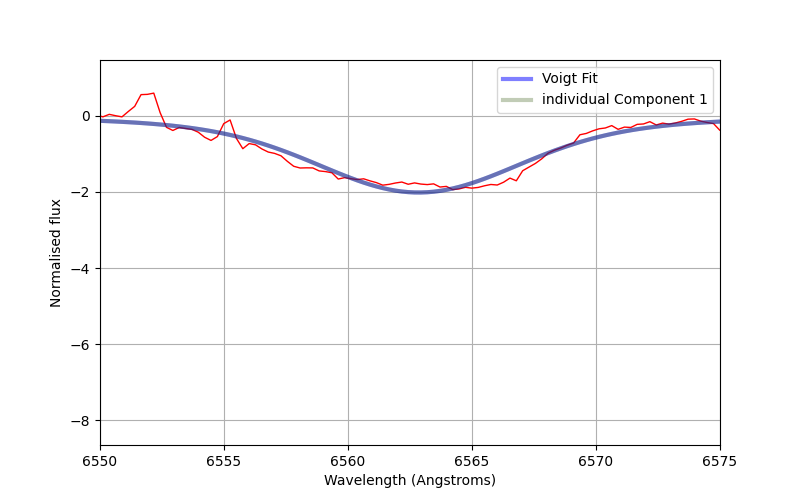 Voigt Fit
individual Component 1
Normalised flux
0
−2
−4
−6
−8
6550 6555 6560 6565 6570 6575
Wavelength (Angstroms)